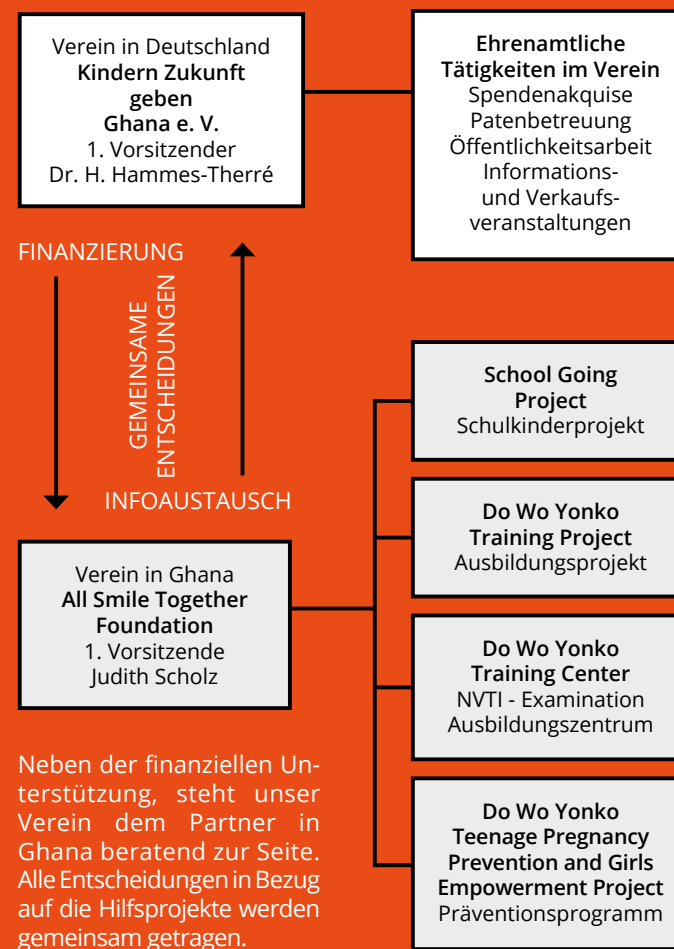 Verein in Deutschland
Kindern Zukunft
geben
Ghana e. V.
1. Vorsitzender
Dr. H. Hammes-Therré
Ehrenamtliche
Tätigkeiten im Verein
Spendenakquise
Patenbetreuung
Öffentlichkeitsarbeit
Informations-
und Verkaufs-
veranstaltungen
FINANZIERUNG
GEMEINSAME
ENTSCHEIDUNGEN
INFOAUSTAUSCH
Verein in Ghana
All Smile Together
Foundation
1. Vorsitzende
Judith Scholz
School Going
Project
Schulkinderprojekt
Do Wo Yonko
Training Project
Ausbildungsprojekt
Do Wo Yonko
Training Center
NVTI - Examination
Ausbildungszentrum
Do Wo Yonko
Teenage Pregnancy
Prevention and Girls
Empowerment Project
Präventionsprogramm
Neben der finanziellen Un-
terstützung, steht unser
Verein dem Partner in
Ghana beratend zur Seite.
Alle Entscheidungen in Bezug
auf die Hilfsprojekte werden
gemeinsam getragen.